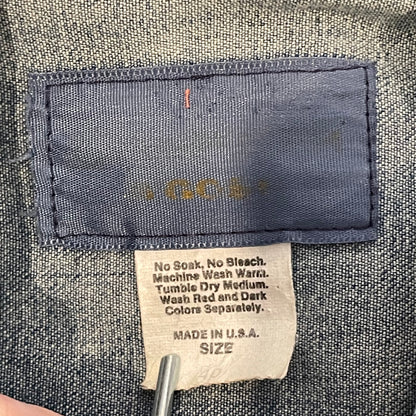 No Soak, No Bleach.
Machine Wash Warm.
Tumble Dry Medium.
Wash Red and Dark
Colors Separately.
MADE IN U.S.A.
SIZE